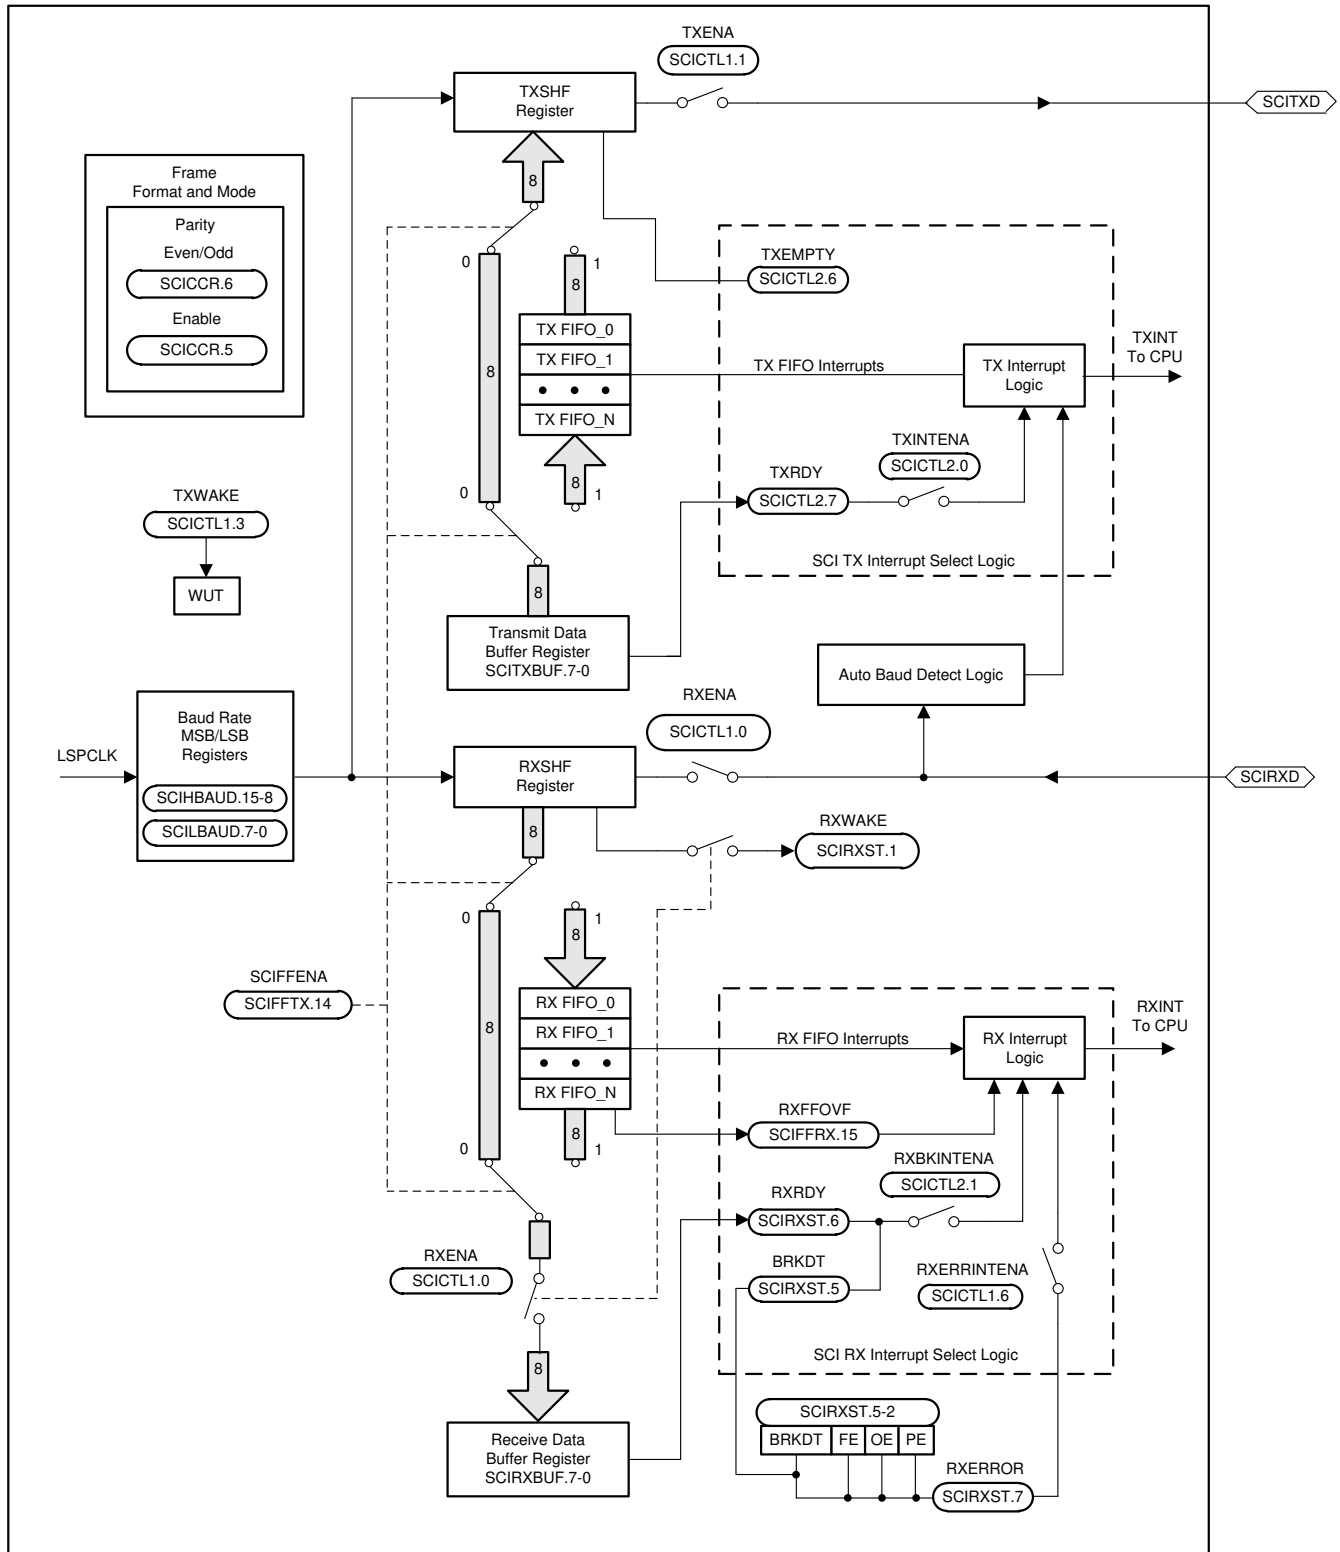 TXENA
SCICTL1.1
TXSHF
Register
SCITXD
Frame
Format and Mode
Parity
Even/Odd
SCICCR.6
Enable
SCICCR.5
8
0
1
8
8
TX FIFO_0
TX FIFO_1
TX FIFO_N
8
0
1
TXEMPTY
SCICTL2.6
TX FIFO Interrupts
TX Interrupt
Logic
TXINT
To CPU
TXINTENA
SCICTL2.0
TXRDY
SCICTL2.7
SCI TX Interrupt Select Logic
TXWAKE
SCICTL1.3
WUT
8
Transmit Data
Buffer Register
SCITXBUF.7-0
Auto Baud Detect Logic
RXENA
SCICTL1.0
LSPCLK
Baud Rate
MSB/LSB
Registers
SCIHBAUD.15-8
SCILBAUD.7-0
RXSHF
Register
SCIRXD
8
RXWAKE
SCIRXST.1
0
1
8
SCIFFENA
SCIFFTX.14
8
RX FIFO_0
RX FIFO_1
RX FIFO_N
8
0
1
RX FIFO Interrupts
RX Interrupt
Logic
RXINT
To CPU
RXFFOVF
SCIFFRX.15
RXBKINTENA
SCICTL2.1
RXRDY
SCIRXST.6
BRKDT
SCIRXST.5
RXERRINTENA
SCICTL1.6
SCI RX Interrupt Select Logic
RXENA
SCICTL1.0
8
Receive Data
Buffer Register
SCIRXBUF.7-0
SCIRXST.5-2
BRKDT FE OE PE
RXERROR
SCIRXST.7